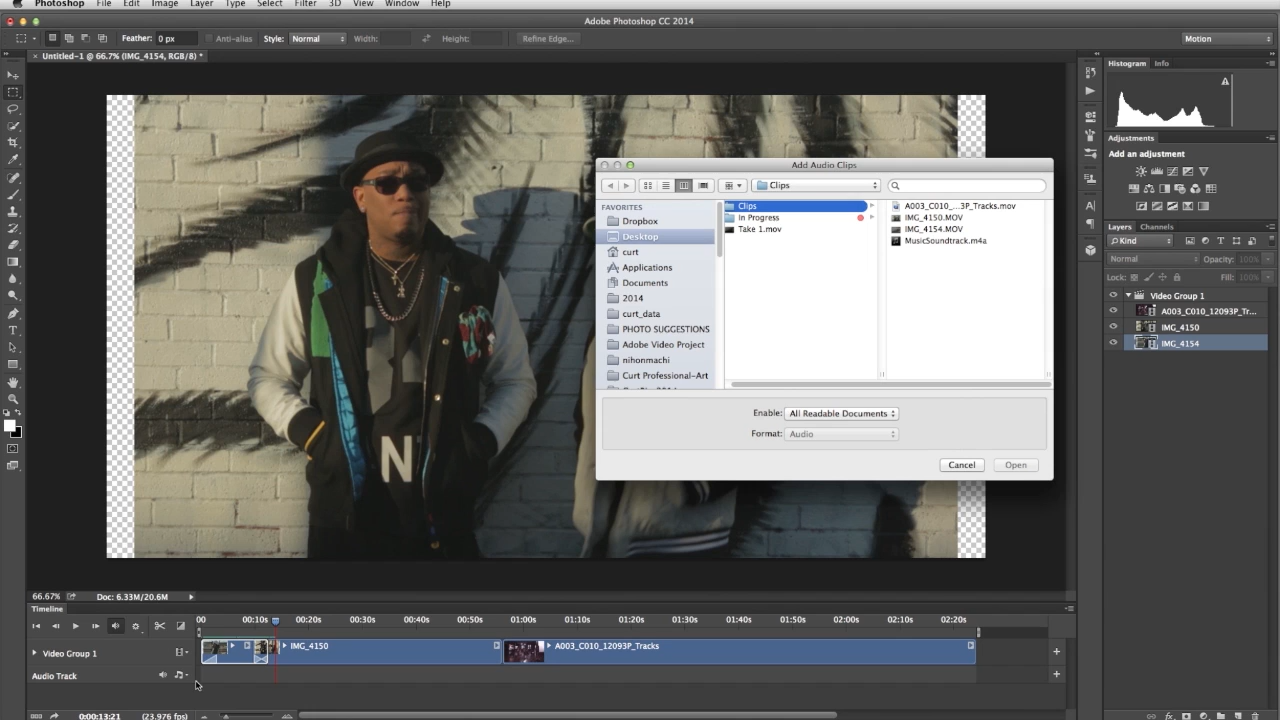 Photoshop File Edit Image Layer Type Select Filter 3D View Window Help
Adobe Photoshop CC 2014
Feather: 0 px Anti-alias Style: Normal Width: Height: Refine Edge... Motion
× Untitled-1 @ 66.7% (IMG_4154, RGB/8) *
Histogram Info
Adjustments
Add an adjustment
Layers Channels
Kind
Normal Opacity: 100%
Lock: Fill: 100%
Video Group 1
A003_C010_12093P_Tr...
IMG_4150
IMG_4154
Add Audio Clips
Clips
FAVORITES
Dropbox
Desktop
curt
Applications
Documents
2014
curt_data
PHOTO SUGGESTIONS
Adobe Video Project
nihonmachi
Curt Professional-Art
Clips
In Progress
Take 1.mov
A003_C010_...3P_Tracks.mov
IMG_4150.MOV
IMG_4154.MOV
MusicSoundtrack.m4a
Enable: All Readable Documents
Format: Audio
Cancel Open
N
66.67% Doc: 6.33M/20.6M
Timeline
00 00:10s 00:20s 00:30s 00:40s 00:50s 01:00s 01:10s 01:20s 01:30s 01:40s 01:50s 02:00s 02:10s 02:20s
Video Group 1 IMG_4150 A003_C010_12093P_Tracks
Audio Track
0:00:13:21 (23.976 fps)